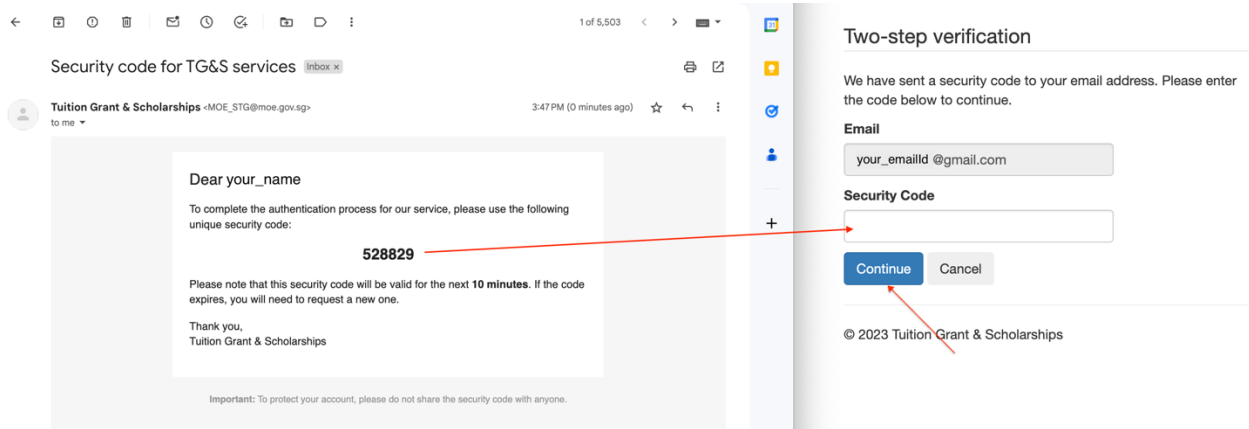 1 of 5,503
Security code for TG&S services Inbox ×
Tuition Grant & Scholarships <MOE_STG@moe.gov.sg>
3:47 PM (0 minutes ago)
to me
Dear your_name
To complete the authentication process for our service, please use the following
unique security code:
528829
Please note that this security code will be valid for the next 10 minutes. If the code
expires, you will need to request a new one.
Thank you,
Tuition Grant & Scholarships
Important: To protect your account, please do not share the security code with anyone.
31
Two-step verification
We have sent a security code to your email address. Please enter
the code below to continue.
Email
your_emailId @gmail.com
Security Code
Continue
Cancel
© 2023 Tuition Grant & Scholarships